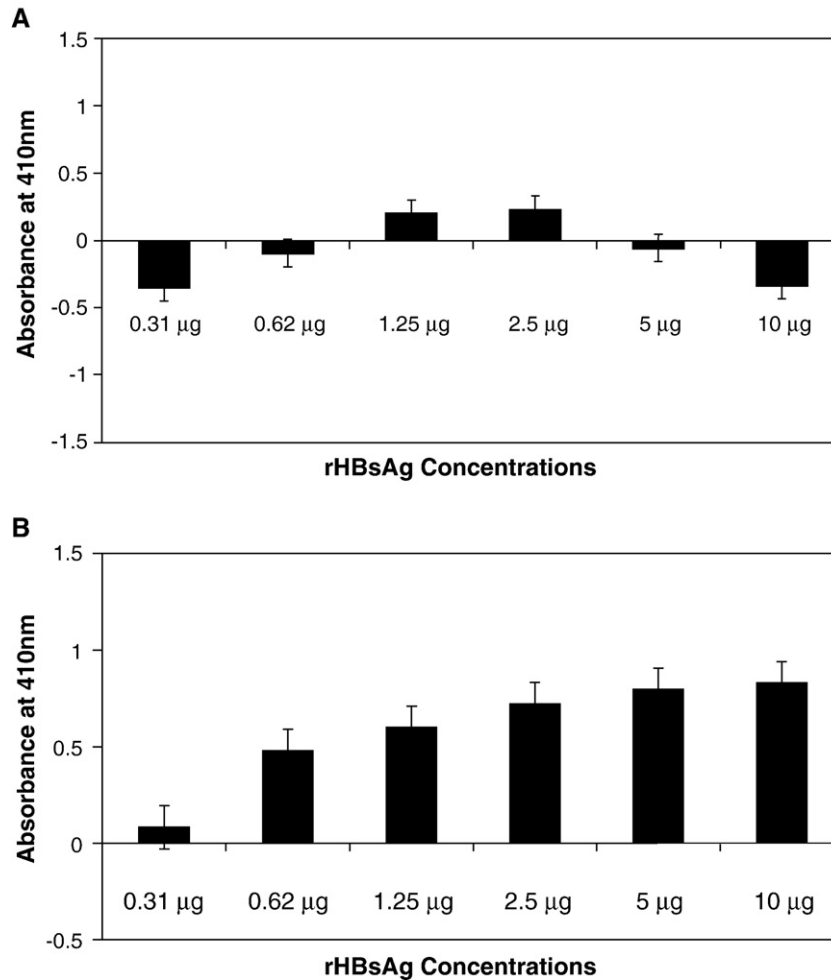 A
1.5
1
0.5
0
-0.5
-1
-1.5
Absorbance at 410nm
0.31 μg 0.62 μg 1.25 μg 2.5 μg 5 μg 10 μg
rHBsAg Concentrations
B
1.5
1
0.5
0
-0.5
Absorbance at 410nm
0.31 μg 0.62 μg 1.25 μg 2.5 μg 5 μg 10 μg
rHBsAg Concentrations